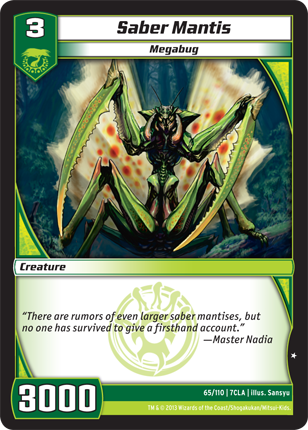 3
Saber Mantis
Megabug
Creature
“There are rumors of even larger saber mantises, but
no one has survived to give a firsthand account.”
—Master Nadia
3000
65/110 | 7CLA | illus. Sansyu
TM & © 2013 Wizards of the Coast/Shogakukan/Mitsui-Kids